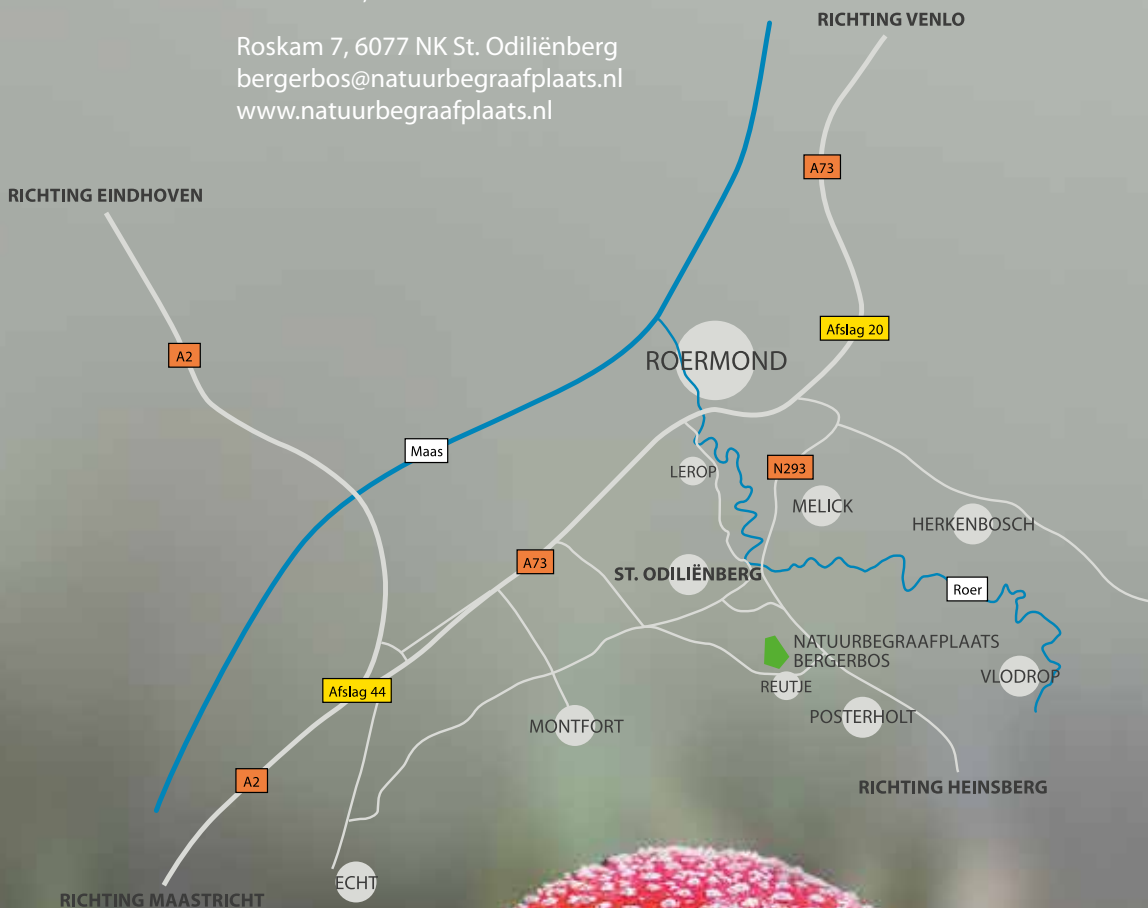 Roskam 7, 6077 NK St. Odiliënberg
bergerbos@natuurbegraafplaats.nl
www.natuurbegraafplaats.nl
RICHTING VENLO
A73
RICHTING EINDHOVEN
Afslag 20
A2
ROERMOND
Maas
LEROP
N293
MELICK
HERKENBOSCH
A73
ST. ODILIËNBERG
Roer
NATUURBEGRAAFPLAATS
BERGERBOS
VLODROP
REUTJE
Afslag 44
POSTERHOLT
MONTFORT
A2
RICHTING HEINSBERG
ECHT
RICHTING MAASTRICHT